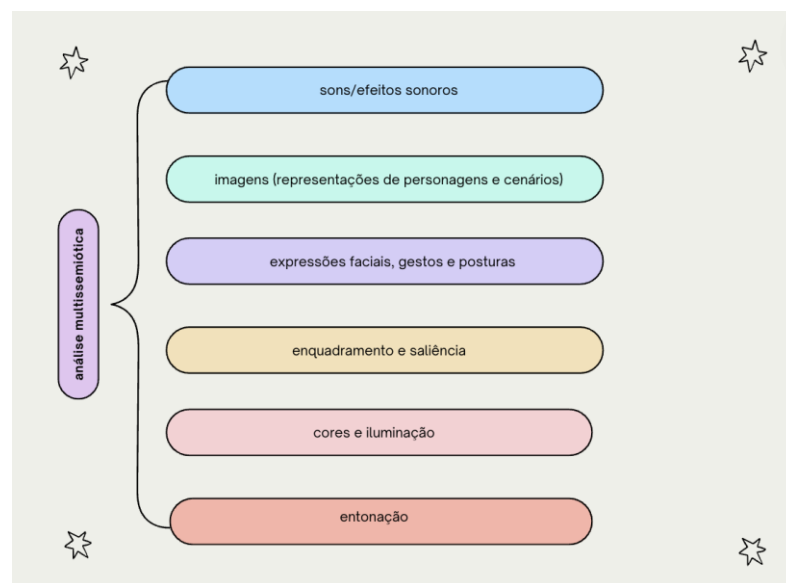 análise multissemiótica
sons/efeitos sonoros
imagens (representações de personagens e cenários)
expressões faciais, gestos e posturas
enquadramento e saliência
cores e iluminação
entonação